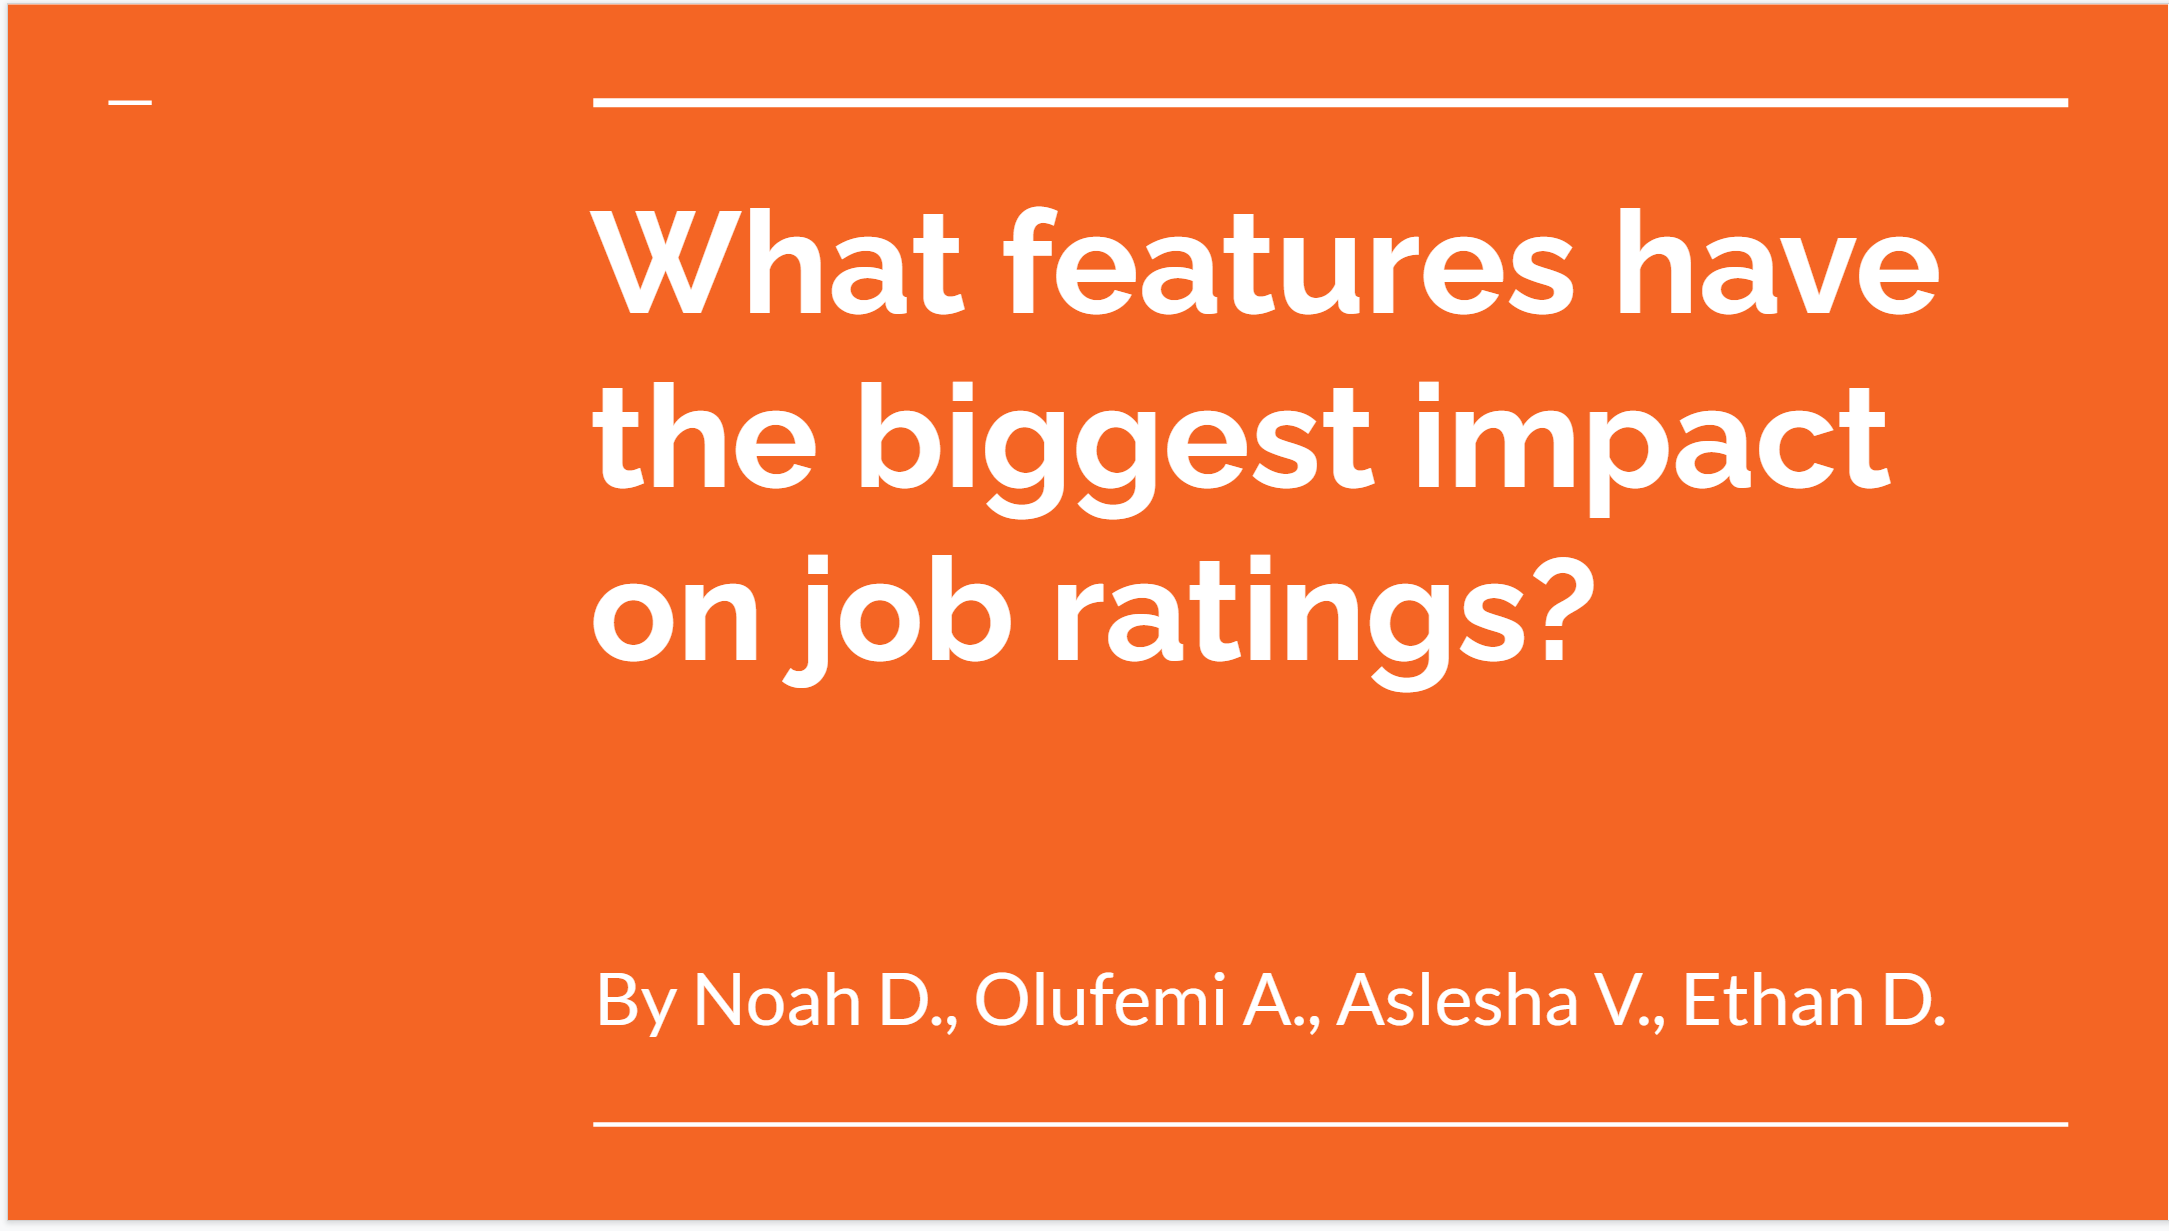 What features have
the biggest impact
on job ratings?
By Noah D., Olufemi A., Aslesha V., Ethan D.